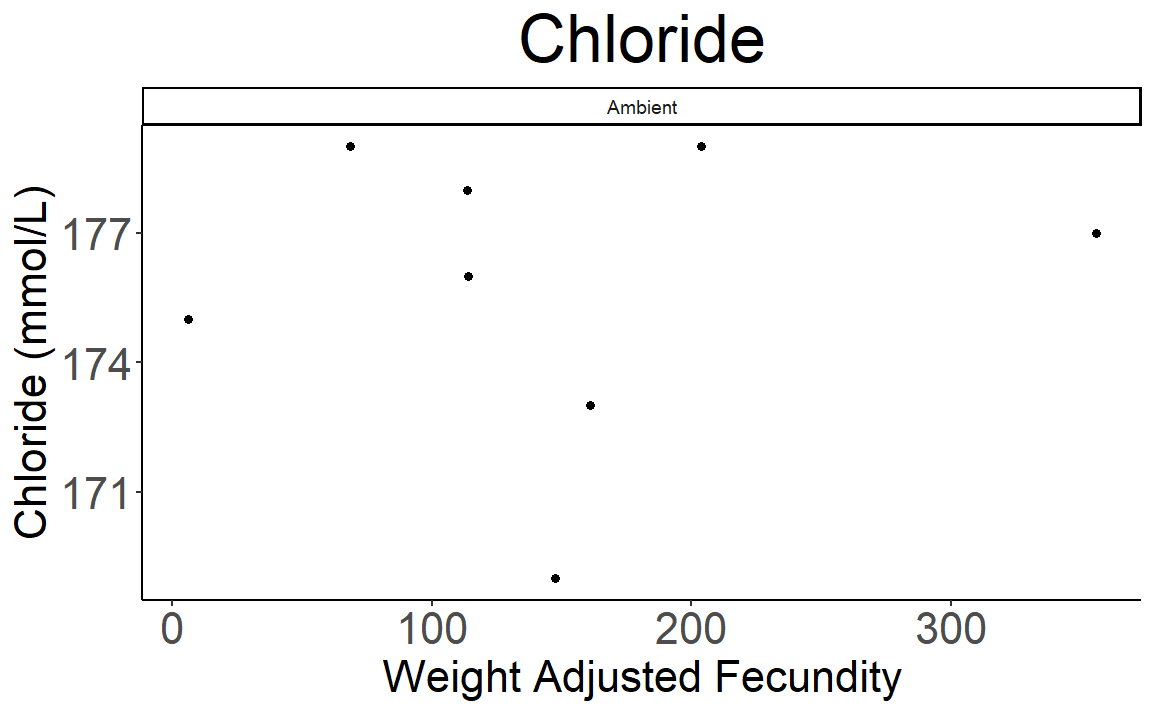 Chloride
Ambient
Chloride (mmol/L)
177
174
171
0 100 200 300
Weight Adjusted Fecundity